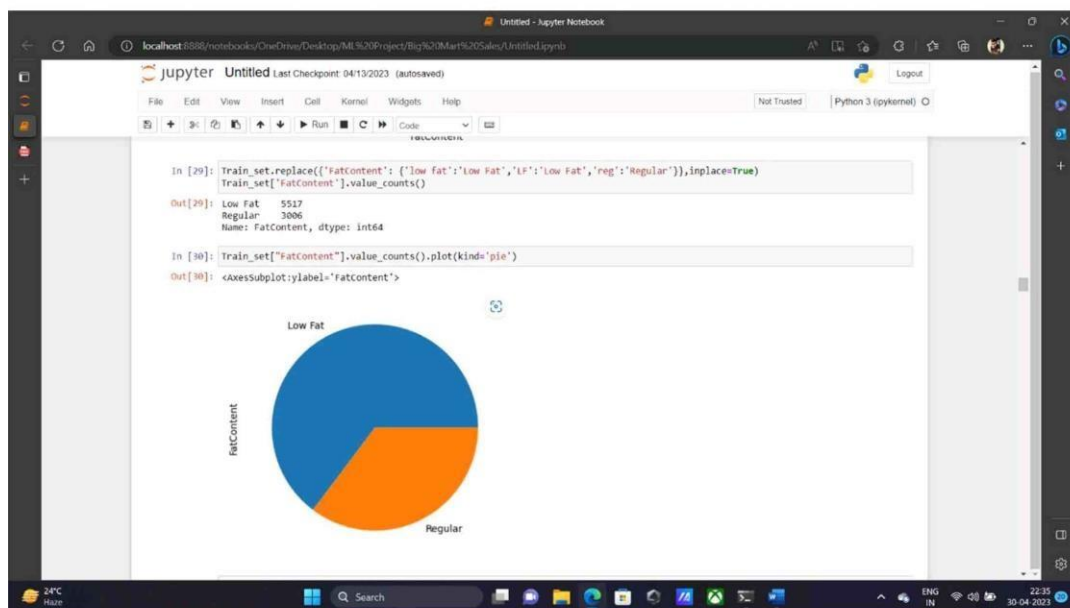 Untitled - Jupyter Notebook
localhost:8888/notebooks/OneDrive/Desktop/ML%20Project/Big%20Mart%20Sales/Untitled.ipynb
jupyter Untitled Last Checkpoint: 04/13/2023 (autosaved)
Logout
File Edit View Insert Cell Kernel Widgets Help
Not Trusted
Python 3 (ipykernel)
Run
Code
FatContent
In [29]: Train_set.replace({'FatContent': {'low fat':'Low Fat','LF':'Low Fat','reg':'Regular'}},inplace=True)
Train_set['FatContent'].value_counts()
Out[29]: Low Fat 5517
Regular 3006
Name: FatContent, dtype: int64
In [30]: Train_set["FatContent"].value_counts().plot(kind='pie')
Out[30]: <AxesSubplot:ylabel='FatContent'>
Low Fat
FatContent
Regular
24°C
Haze
Search
ENG
IN
22:35
30-04-2023